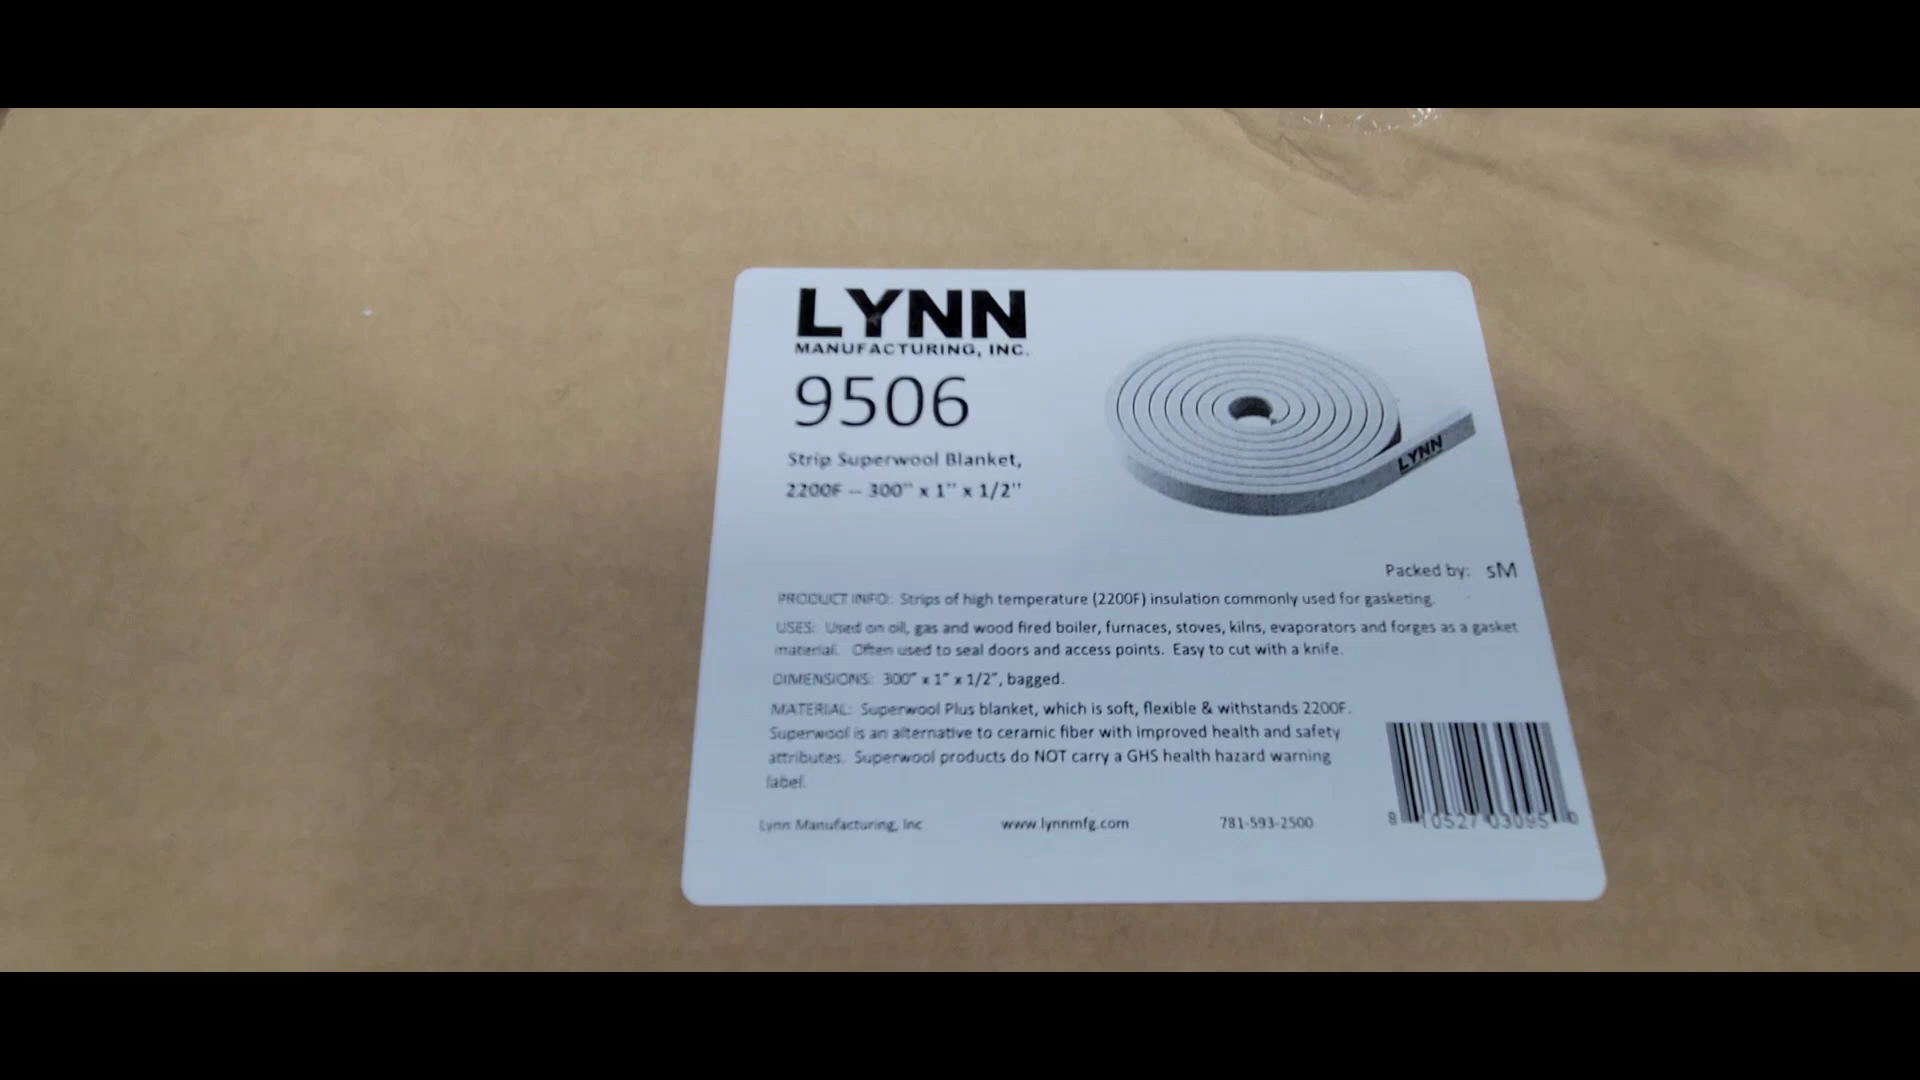 LYNN
MANUFACTURING, INC.
9506
Strip Superwool Blanket,
2200F -- 300" x 1" x 1/2"
LYNN
Packed by: sM
PRODUCT INFO: Strips of high temperature (2200F) insulation commonly used for gasketing.
USES: Used on oil, gas and wood fired boiler, furnaces, stoves, kilns, evaporators and forges as a gasket
material. Often used to seal doors and access points. Easy to cut with a knife.
DIMENSIONS: 300" x 1" x 1/2", bagged.
MATERIAL: Superwool Plus blanket, which is soft, flexible & withstands 2200F.
Superwool is an alternative to ceramic fiber with improved health and safety
attributes. Superwool products do NOT carry a GHS health hazard warning
label.
Lynn Manufacturing, Inc www.lynnmfg.com 781-593-2500
8 10527 03095 0